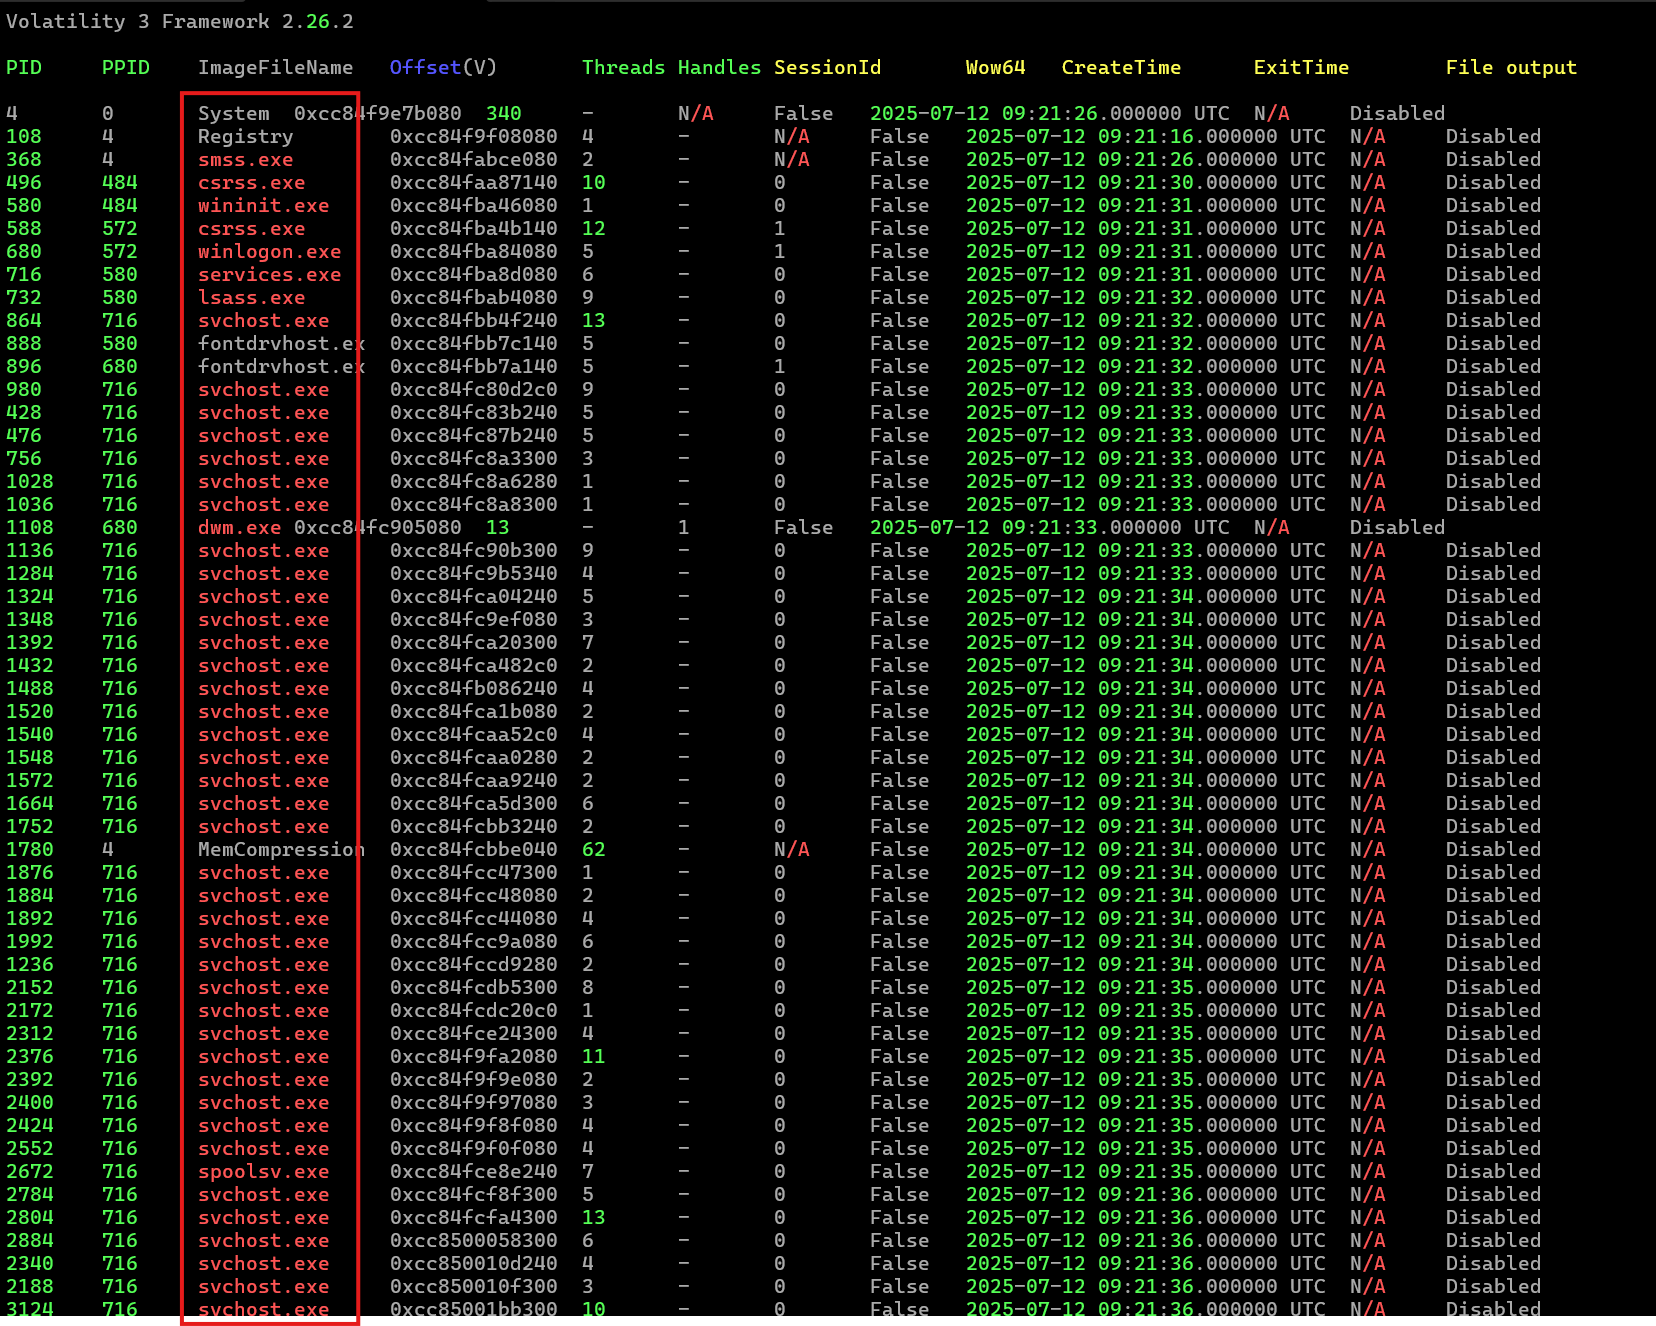 Volatility 3 Framework 2.26.2
PID PPID ImageFileName Offset(V) Threads Handles SessionId Wow64 CreateTime ExitTime File output
4 0 System 0xcc84f9e7b080 340 - N/A False 2025-07-12 09:21:26.000000 UTC N/A Disabled
108 4 Registry 0xcc84f9f08080 4 - N/A False 2025-07-12 09:21:16.000000 UTC N/A Disabled
368 4 smss.exe 0xcc84fabce080 2 - N/A False 2025-07-12 09:21:26.000000 UTC N/A Disabled
496 484 csrss.exe 0xcc84faa87140 10 - 0 False 2025-07-12 09:21:30.000000 UTC N/A Disabled
580 484 wininit.exe 0xcc84fba46080 1 - 0 False 2025-07-12 09:21:31.000000 UTC N/A Disabled
588 572 csrss.exe 0xcc84fba4b140 12 - 1 False 2025-07-12 09:21:31.000000 UTC N/A Disabled
680 572 winlogon.exe 0xcc84fba84080 5 - 1 False 2025-07-12 09:21:31.000000 UTC N/A Disabled
716 580 services.exe 0xcc84fba8d080 6 - 0 False 2025-07-12 09:21:31.000000 UTC N/A Disabled
732 580 lsass.exe 0xcc84fbab4080 9 - 0 False 2025-07-12 09:21:32.000000 UTC N/A Disabled
864 716 svchost.exe 0xcc84fbb4f240 13 - 0 False 2025-07-12 09:21:32.000000 UTC N/A Disabled
888 580 fontdrvhost.ex 0xcc84fbb7c140 5 - 0 False 2025-07-12 09:21:32.000000 UTC N/A Disabled
896 680 fontdrvhost.ex 0xcc84fbb7a140 5 - 1 False 2025-07-12 09:21:32.000000 UTC N/A Disabled
980 716 svchost.exe 0xcc84fc80d2c0 9 - 0 False 2025-07-12 09:21:33.000000 UTC N/A Disabled
428 716 svchost.exe 0xcc84fc83b240 5 - 0 False 2025-07-12 09:21:33.000000 UTC N/A Disabled
476 716 svchost.exe 0xcc84fc87b240 5 - 0 False 2025-07-12 09:21:33.000000 UTC N/A Disabled
756 716 svchost.exe 0xcc84fc8a3300 3 - 0 False 2025-07-12 09:21:33.000000 UTC N/A Disabled
1028 716 svchost.exe 0xcc84fc8a6280 1 - 0 False 2025-07-12 09:21:33.000000 UTC N/A Disabled
1036 716 svchost.exe 0xcc84fc8a8300 1 - 0 False 2025-07-12 09:21:33.000000 UTC N/A Disabled
1108 680 dwm.exe 0xcc84fc905080 13 - 1 False 2025-07-12 09:21:33.000000 UTC N/A Disabled
1136 716 svchost.exe 0xcc84fc90b300 9 - 0 False 2025-07-12 09:21:33.000000 UTC N/A Disabled
1284 716 svchost.exe 0xcc84fc9b5340 4 - 0 False 2025-07-12 09:21:33.000000 UTC N/A Disabled
1324 716 svchost.exe 0xcc84fca04240 5 - 0 False 2025-07-12 09:21:34.000000 UTC N/A Disabled
1348 716 svchost.exe 0xcc84fc9ef080 3 - 0 False 2025-07-12 09:21:34.000000 UTC N/A Disabled
1392 716 svchost.exe 0xcc84fca20300 7 - 0 False 2025-07-12 09:21:34.000000 UTC N/A Disabled
1432 716 svchost.exe 0xcc84fca482c0 2 - 0 False 2025-07-12 09:21:34.000000 UTC N/A Disabled
1488 716 svchost.exe 0xcc84fb086240 4 - 0 False 2025-07-12 09:21:34.000000 UTC N/A Disabled
1520 716 svchost.exe 0xcc84fca1b080 2 - 0 False 2025-07-12 09:21:34.000000 UTC N/A Disabled
1540 716 svchost.exe 0xcc84fcaa52c0 4 - 0 False 2025-07-12 09:21:34.000000 UTC N/A Disabled
1548 716 svchost.exe 0xcc84fcaa0280 2 - 0 False 2025-07-12 09:21:34.000000 UTC N/A Disabled
1572 716 svchost.exe 0xcc84fcaa9240 2 - 0 False 2025-07-12 09:21:34.000000 UTC N/A Disabled
1664 716 svchost.exe 0xcc84fca5d300 6 - 0 False 2025-07-12 09:21:34.000000 UTC N/A Disabled
1752 716 svchost.exe 0xcc84fcbb3240 2 - 0 False 2025-07-12 09:21:34.000000 UTC N/A Disabled
1780 4 MemCompression 0xcc84fcbbe040 62 - N/A False 2025-07-12 09:21:34.000000 UTC N/A Disabled
1876 716 svchost.exe 0xcc84fcc47300 1 - 0 False 2025-07-12 09:21:34.000000 UTC N/A Disabled
1884 716 svchost.exe 0xcc84fcc48080 2 - 0 False 2025-07-12 09:21:34.000000 UTC N/A Disabled
1892 716 svchost.exe 0xcc84fcc44080 4 - 0 False 2025-07-12 09:21:34.000000 UTC N/A Disabled
1992 716 svchost.exe 0xcc84fcc9a080 6 - 0 False 2025-07-12 09:21:34.000000 UTC N/A Disabled
1236 716 svchost.exe 0xcc84fccd9280 2 - 0 False 2025-07-12 09:21:34.000000 UTC N/A Disabled
2152 716 svchost.exe 0xcc84fcdb5300 8 - 0 False 2025-07-12 09:21:35.000000 UTC N/A Disabled
2172 716 svchost.exe 0xcc84fcdc20c0 1 - 0 False 2025-07-12 09:21:35.000000 UTC N/A Disabled
2312 716 svchost.exe 0xcc84fce24300 4 - 0 False 2025-07-12 09:21:35.000000 UTC N/A Disabled
2376 716 svchost.exe 0xcc84f9fa2080 11 - 0 False 2025-07-12 09:21:35.000000 UTC N/A Disabled
2392 716 svchost.exe 0xcc84f9f9e080 2 - 0 False 2025-07-12 09:21:35.000000 UTC N/A Disabled
2400 716 svchost.exe 0xcc84f9f97080 3 - 0 False 2025-07-12 09:21:35.000000 UTC N/A Disabled
2424 716 svchost.exe 0xcc84f9f8f080 4 - 0 False 2025-07-12 09:21:35.000000 UTC N/A Disabled
2552 716 svchost.exe 0xcc84f9f0f080 4 - 0 False 2025-07-12 09:21:35.000000 UTC N/A Disabled
2672 716 spoolsv.exe 0xcc84fce8e240 7 - 0 False 2025-07-12 09:21:35.000000 UTC N/A Disabled
2784 716 svchost.exe 0xcc84fcf8f300 5 - 0 False 2025-07-12 09:21:36.000000 UTC N/A Disabled
2804 716 svchost.exe 0xcc84fcfa4300 13 - 0 False 2025-07-12 09:21:36.000000 UTC N/A Disabled
2884 716 svchost.exe 0xcc8500058300 6 - 0 False 2025-07-12 09:21:36.000000 UTC N/A Disabled
2340 716 svchost.exe 0xcc850010d240 4 - 0 False 2025-07-12 09:21:36.000000 UTC N/A Disabled
2188 716 svchost.exe 0xcc850010f300 3 - 0 False 2025-07-12 09:21:36.000000 UTC N/A Disabled
3124 716 svchost.exe 0xcc85001bb300 10 - 0 False 2025-07-12 09:21:36.000000 UTC N/A Disabled